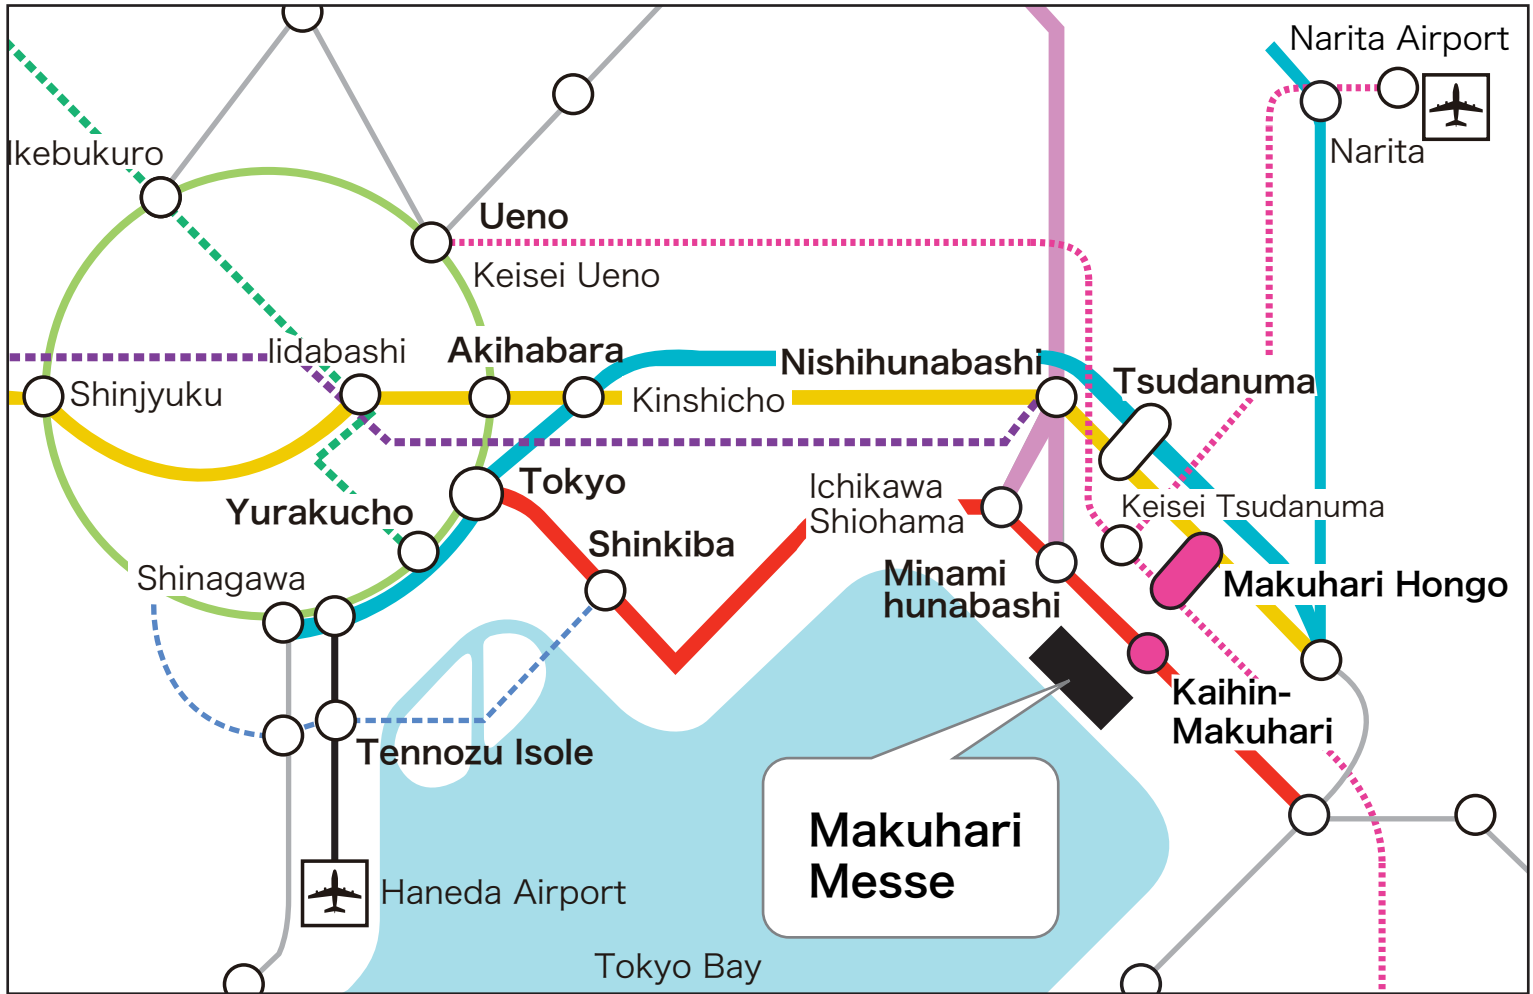 Narita Airport
Ikebukuro
Narita
Ueno
Keisei Ueno
Iidabashi
Akihabara
Nishihunabashi
Tsudanuma
Shinjyuku
Kinshicho
Tokyo
Ichikawa
Shiohama
Keisei Tsudanuma
Yurakucho
Shinkiba
Shinagawa
Minami
hunabashi
Makuhari Hongo
Kaihin-
Makuhari
Tennozu Isole
Makuhari
Messe
Haneda Airport
Tokyo Bay